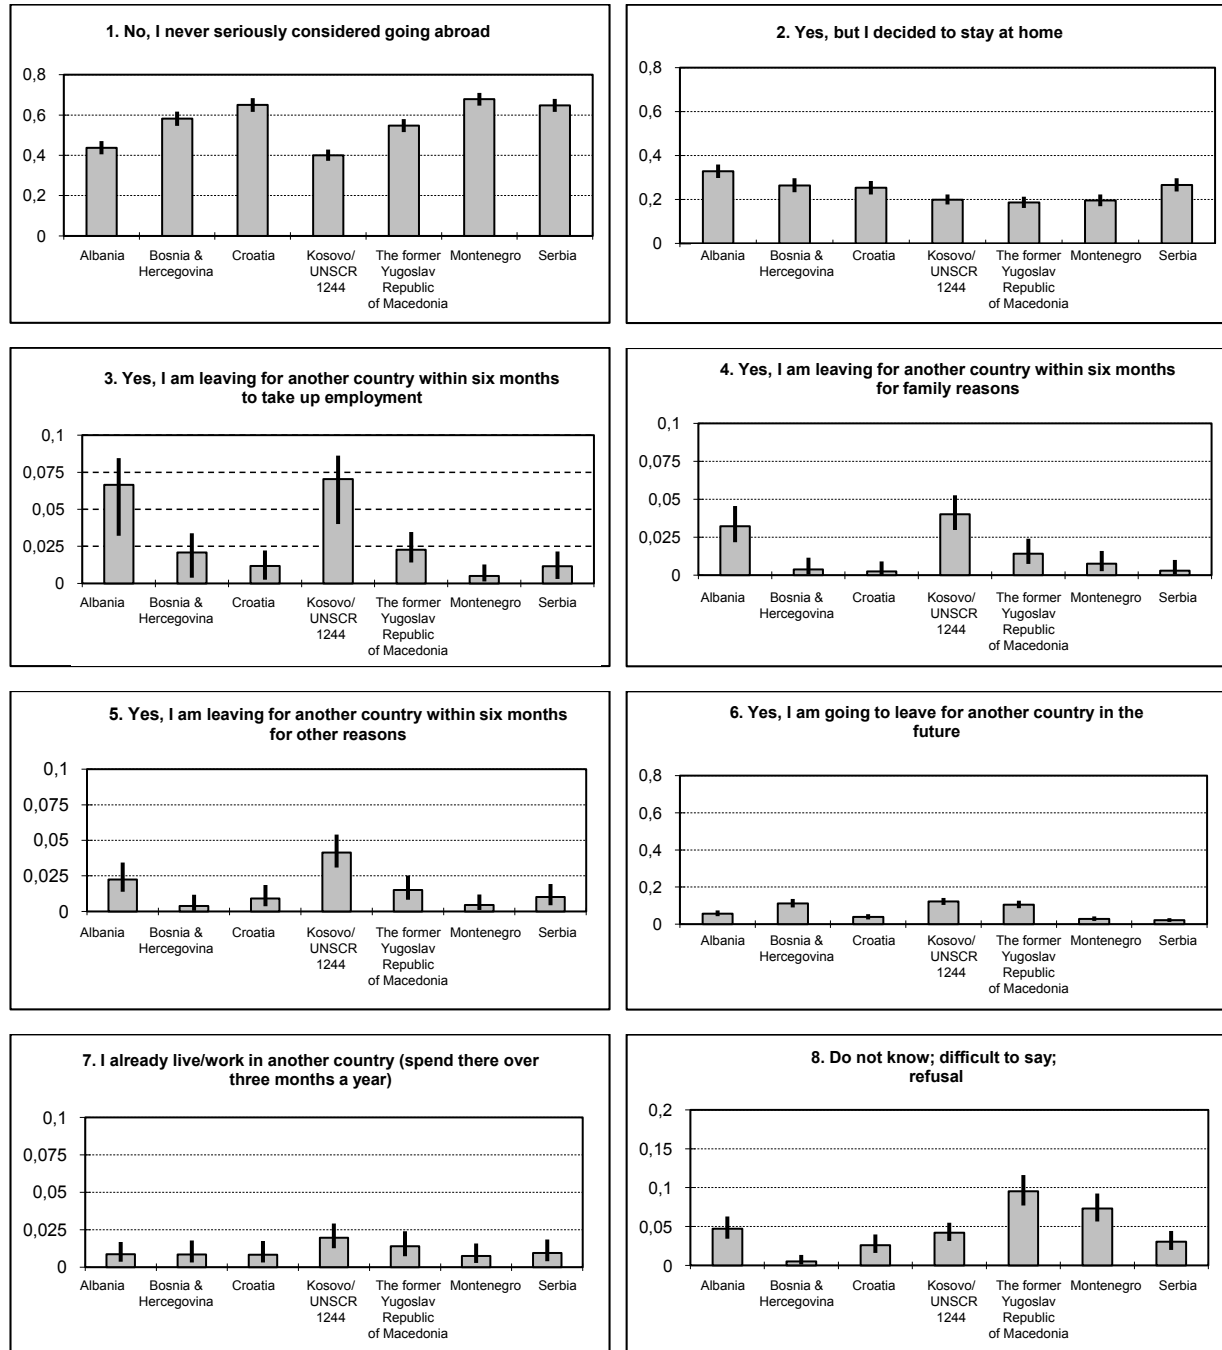 1. No, I never seriously considered going abroad
0,8
0,6
0,4
0,2
0
Albania
Bosnia &
Hercegovina
Croatia
Kosovo/
UNSCR
1244
The former
Yugoslav
Republic
of Macedonia
Montenegro
Serbia
2. Yes, but I decided to stay at home
0,8
0,6
0,4
0,2
0
Albania
Bosnia &
Hercegovina
Croatia
Kosovo/
UNSCR
1244
The former
Yugoslav
Republic
of Macedonia
Montenegro
Serbia
3. Yes, I am leaving for another country within six months
to take up employment
0,1
0,075
0,05
0,025
0
Albania
Bosnia &
Hercegovina
Croatia
Kosovo/
UNSCR
1244
The former
Yugoslav
Republic
of Macedonia
Montenegro
Serbia
4. Yes, I am leaving for another country within six months
for family reasons
0,1
0,075
0,05
0,025
0
Albania
Bosnia &
Hercegovina
Croatia
Kosovo/
UNSCR
1244
The former
Yugoslav
Republic
of Macedonia
Montenegro
Serbia
5. Yes, I am leaving for another country within six months
for other reasons
0,1
0,075
0,05
0,025
0
Albania
Bosnia &
Hercegovina
Croatia
Kosovo/
UNSCR
1244
The former
Yugoslav
Republic
of Macedonia
Montenegro
Serbia
6. Yes, I am going to leave for another country in the
future
0,8
0,6
0,4
0,2
0
Albania
Bosnia &
Hercegovina
Croatia
Kosovo/
UNSCR
1244
The former
Yugoslav
Republic
of Macedonia
Montenegro
Serbia
7. I already live/work in another country (spend there over
three months a year)
0,1
0,075
0,05
0,025
0
Albania
Bosnia &
Hercegovina
Croatia
Kosovo/
UNSCR
1244
The former
Yugoslav
Republic
of Macedonia
Montenegro
Serbia
8. Do not know; difficult to say;
refusal
0,2
0,15
0,1
0,05
0
Albania
Bosnia &
Hercegovina
Croatia
Kosovo/
UNSCR
1244
The former
Yugoslav
Republic
of Macedonia
Montenegro
Serbia